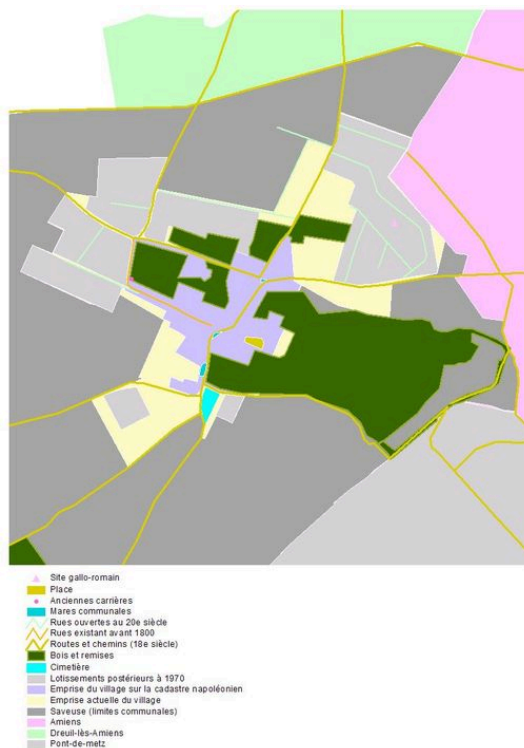 Site gallo-romain
Place
Anciennes carrières
Mares communales
Rues ouvertes au 20e siècle
Rues existant avant 1800
Routes et chemins (18e siècle)
Bois et remises
Cimetière
Lotissements postérieurs à 1970
Emprise du village sur la cadastre napoléonien
Emprise actuelle du village
Saveuse (limites communales)
Amiens
Dreuil-lès-Amiens
Pont-de-metz